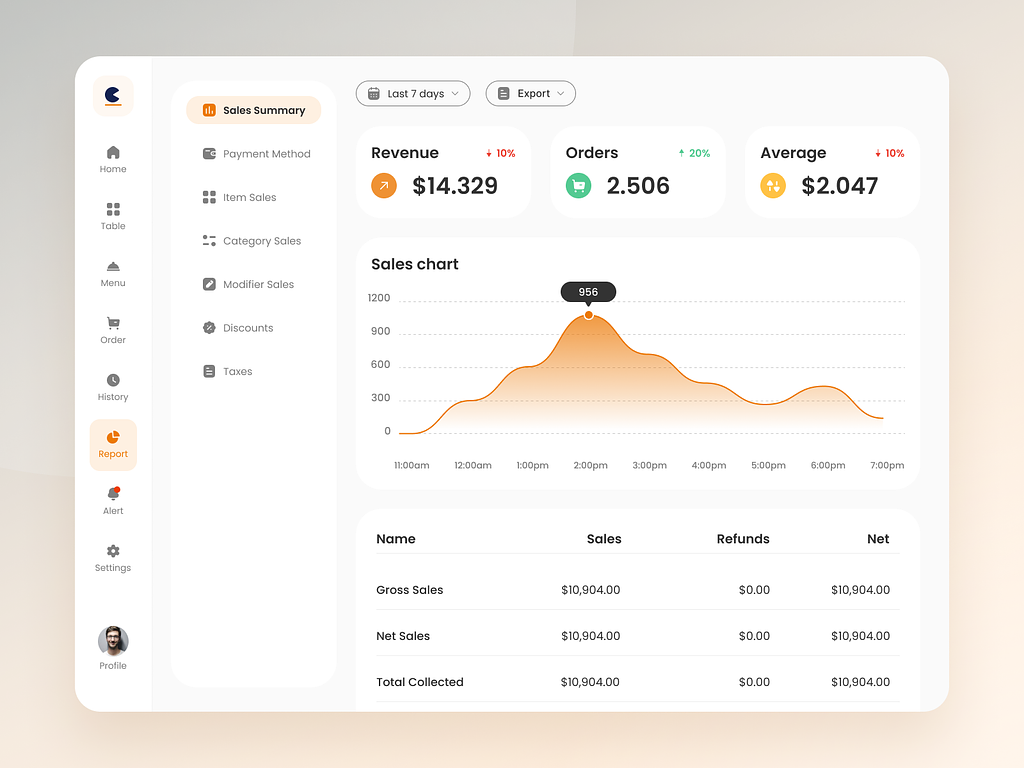 Home
Table
Menu
Order
History
Report
Alert
Settings
Profile
Sales Summary
Payment Method
Item Sales
Category Sales
Modifier Sales
Discounts
Taxes
Last 7 days
Export
Revenue 10%
$14.329
Orders 20%
2.506
Average 10%
$2.047
Sales chart
956
1200
900
600
300
0
11:00am 12:00am 1:00pm 2:00pm 3:00pm 4:00pm 5:00pm 6:00pm 7:00pm
Name Sales Refunds Net
Gross Sales $10,904.00 $0.00 $10,904.00
Net Sales $10,904.00 $0.00 $10,904.00
Total Collected $10,904.00 $0.00 $10,904.00